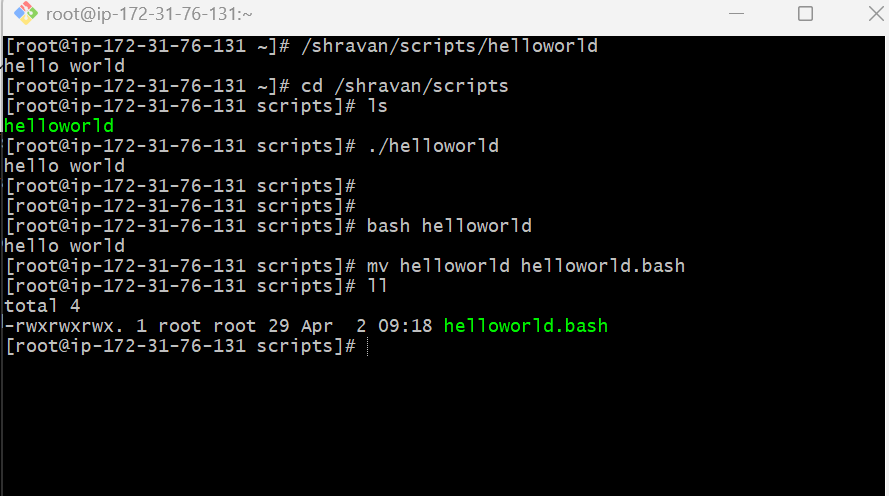 root@ip-172-31-76-131:~
[root@ip-172-31-76-131 ~]# /shravan/scripts/helloworld
hello world
[root@ip-172-31-76-131 ~]# cd /shravan/scripts
[root@ip-172-31-76-131 scripts]# ls
helloworld
[root@ip-172-31-76-131 scripts]# ./helloworld
hello world
[root@ip-172-31-76-131 scripts]#
[root@ip-172-31-76-131 scripts]#
[root@ip-172-31-76-131 scripts]# bash helloworld
hello world
[root@ip-172-31-76-131 scripts]# mv helloworld helloworld.bash
[root@ip-172-31-76-131 scripts]# ll
total 4
-rwxrwxrwx. 1 root root 29 Apr  2 09:18 helloworld.bash
[root@ip-172-31-76-131 scripts]#